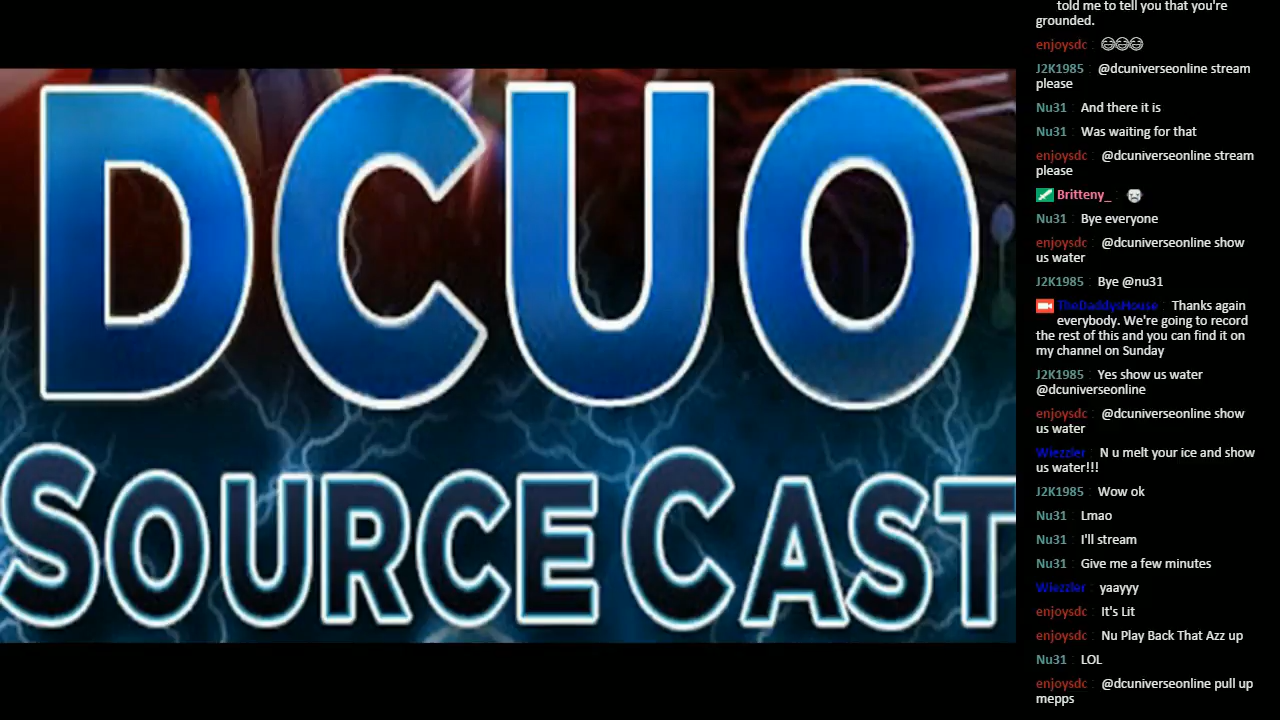 DCUO
SOURCE CAST
told me to tell you that you're
grounded.
enjoysdc : 😂😂😂
J2K1985 : @dcuniverseonline stream
please
Nu31 : And there it is
Nu31 : Was waiting for that
enjoysdc : @dcuniverseonline stream
please
Britteny_ : 😭
Nu31 : Bye everyone
enjoysdc : @dcuniverseonline show
us water
J2K1985 : Bye @nu31
TheDaddysHouse : Thanks again
everybody. We're going to record
the rest of this and you can find it on
my channel on Sunday
J2K1985 : Yes show us water
@dcuniverseonline
enjoysdc : @dcuniverseonline show
us water
Wiezzler : N u melt your ice and show
us water!!!
J2K1985 : Wow ok
Nu31 : Lmao
Nu31 : I'll stream
Nu31 : Give me a few minutes
Wiezzler : yaayyy
enjoysdc : It's Lit
enjoysdc : Nu Play Back That Azz up
Nu31 : LOL
enjoysdc : @dcuniverseonline pull up
mepps